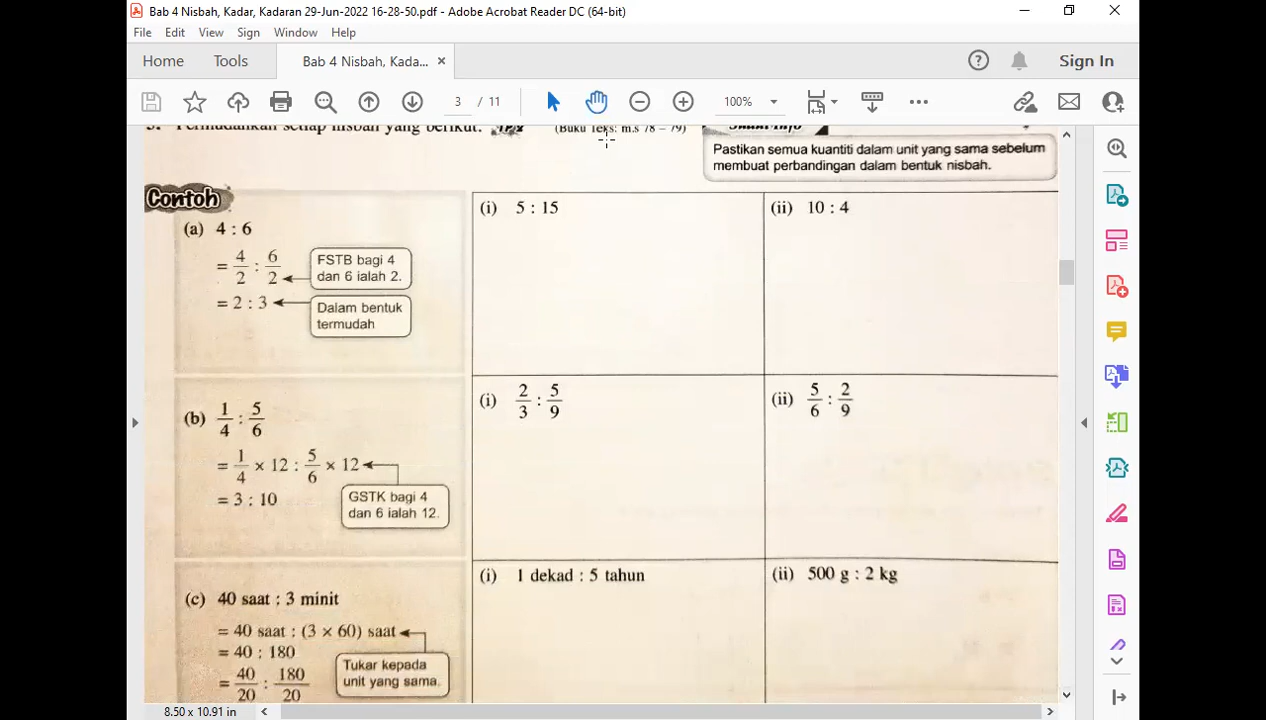 Bab 4 Nisbah, Kadar, Kadaran 29-Jun-2022 16-28-50.pdf - Adobe Acrobat Reader DC (64-bit)
File Edit View Sign Window Help
Home Tools Bab 4 Nisbah, Kada... × Sign In
3 / 11 100%
3. Permudahkan setiap nisbah yang berikut. TP2 (Buku Teks: m.s 78 – 79)
Pastikan semua kuantiti dalam unit yang sama sebelum
membuat perbandingan dalam bentuk nisbah.
Contoh
(a) 4 : 6
= 4/2 : 6/2
FSTB bagi 4
dan 6 ialah 2.
= 2 : 3
Dalam bentuk
termudah
(i) 5 : 15
(ii) 10 : 4
(b) 1/4 : 5/6
= 1/4 × 12 : 5/6 × 12
= 3 : 10
GSTK bagi 4
dan 6 ialah 12.
(i) 2/3 : 5/9
(ii) 5/6 : 2/9
(c) 40 saat : 3 minit
= 40 saat : (3 × 60) saat
= 40 : 180
= 40/20 : 180/20
Tukar kepada
unit yang sama.
(i) 1 dekad : 5 tahun
(ii) 500 g : 2 kg
8.50 x 10.91 in